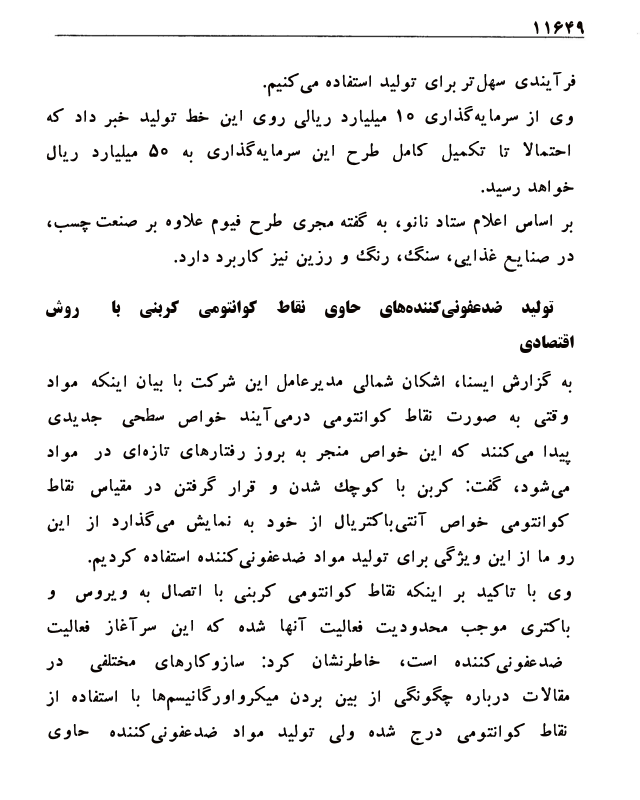 ۱۱۶۴۹
فرآیندی سهل‌تر برای تولید استفاده می‌کنیم.
وی از سرمایه‌گذاری ۱۰ میلیارد ریالی روی این خط تولید خبر داد که
احتمالا تا تکمیل کامل طرح این سرمایه‌گذاری به ۵۰ میلیارد ریال
خواهد رسید.
بر اساس اعلام ستاد نانو، به گفته مجری طرح فیوم علاوه بر صنعت چسب،
در صنایع غذایی، سنگ، رنگ و رزین نیز کاربرد دارد.
تولید ضدعفونی‌کننده‌های حاوی نقاط کوانتومی کربنی با روش
اقتصادی
به گزارش ایسنا، اشکان شمالی مدیرعامل این شرکت با بیان اینکه مواد
وقتی به صورت نقاط کوانتومی درمی‌آیند خواص سطحی جدیدی
پیدا می‌کنند که این خواص منجر به بروز رفتارهای تازه‌ای در مواد
می‌شود، گفت: کربن با کوچک شدن و قرار گرفتن در مقیاس نقاط
کوانتومی خواص آنتی‌باکتریال از خود به نمایش می‌گذارد از این
رو ما از این ویژگی برای تولید مواد ضدعفونی‌کننده استفاده کردیم.
وی با تاکید بر اینکه نقاط کوانتومی کربنی با اتصال به ویروس و
باکتری موجب محدودیت فعالیت آنها شده که این سرآغاز فعالیت
ضدعفونی‌کننده است، خاطرنشان کرد: سازوکارهای مختلفی در
مقالات درباره چگونگی از بین بردن میکرواورگانیسم‌ها با استفاده از
نقاط کوانتومی درج شده ولی تولید مواد ضدعفونی‌کننده حاوی